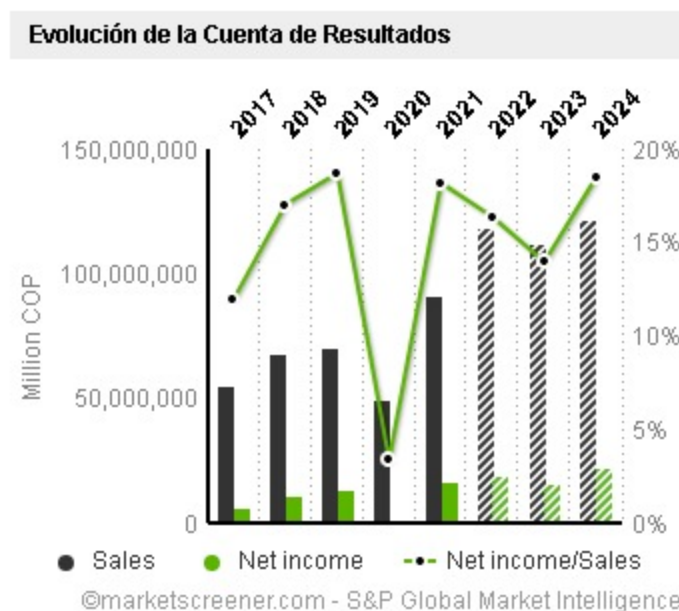 Evolución de la Cuenta de Resultados
2017 2018 2019 2020 2021 2022 2023 2024
150,000,000 20%
15%
100,000,000
10%
50,000,000
5%
0 0%
Million COP
Sales Net income Net income/Sales
©marketscreener.com - S&P Global Market Intelligence